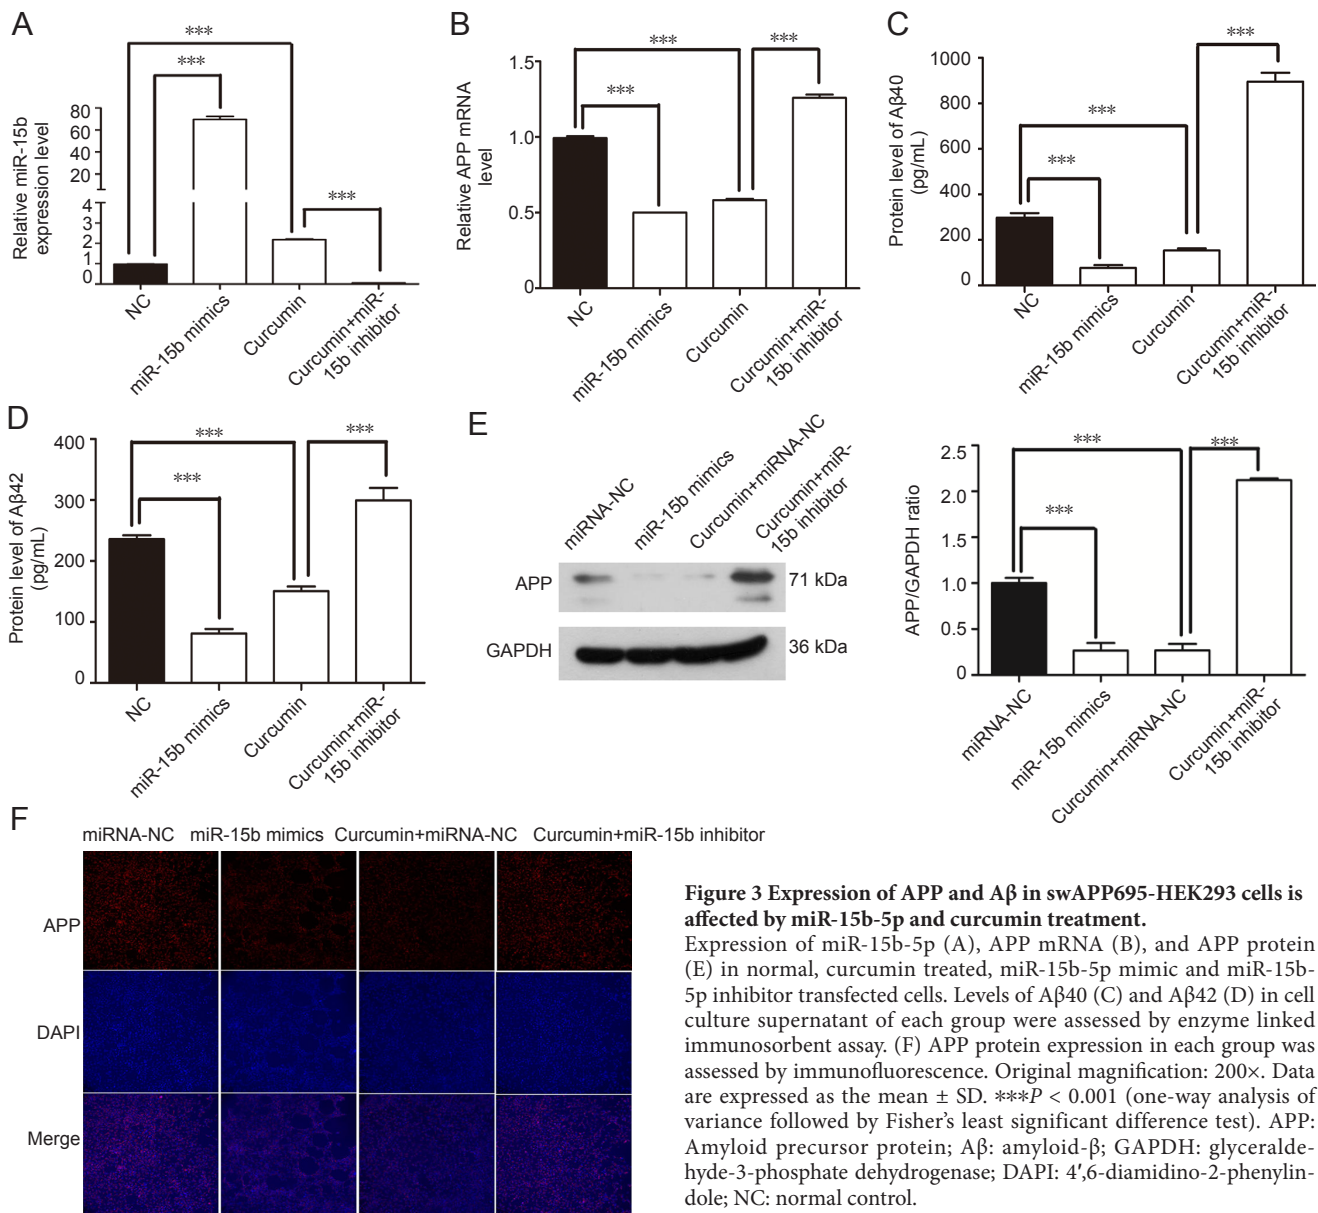 A
***
***
***
Relative miR-15b
expression level
80
60
40
20
4
3
2
1
0
NC
miR-15b mimics
Curcumin
Curcumin+miR-
15b inhibitor
B
***
***
***
Relative APP mRNA
level
1.5
1.0
0.5
0
NC
miR-15b mimics
Curcumin
Curcumin+miR-
15b inhibitor
C
***
***
***
Protein level of Aβ40
(pg/mL)
1000
800
600
400
200
0
NC
miR-15b mimics
Curcumin
Curcumin+miR-
15b inhibitor
D
***
***
***
Protein level of Aβ42
(pg/mL)
400
300
200
100
0
NC
miR-15b mimics
Curcumin
Curcumin+miR-
15b inhibitor
E
miRNA-NC
miR-15b mimics
Curcumin+miRNA-NC
Curcumin+miR-
15b inhibitor
APP
71 kDa
GAPDH
36 kDa
***
***
***
APP/GAPDH ratio
2.5
2.0
1.5
1.0
0.5
0
miRNA-NC
miR-15b mimics
Curcumin+miRNA-NC
Curcumin+miR-
15b inhibitor
F
miRNA-NC miR-15b mimics Curcumin+miRNA-NC Curcumin+miR-15b inhibitor
APP
DAPI
Merge
Figure 3 Expression of APP and Aβ in swAPP695-HEK293 cells is
affected by miR-15b-5p and curcumin treatment.
Expression of miR-15b-5p (A), APP mRNA (B), and APP protein
(E) in normal, curcumin treated, miR-15b-5p mimic and miR-15b-
5p inhibitor transfected cells. Levels of Aβ40 (C) and Aβ42 (D) in cell
culture supernatant of each group were assessed by enzyme linked
immunosorbent assay. (F) APP protein expression in each group was
assessed by immunofluorescence. Original magnification: 200×. Data
are expressed as the mean ± SD. ***P < 0.001 (one-way analysis of
variance followed by Fisher's least significant difference test). APP:
Amyloid precursor protein; Aβ: amyloid-β; GAPDH: glyceralde-
hyde-3-phosphate dehydrogenase; DAPI: 4′,6-diamidino-2-phenylin-
dole; NC: normal control.